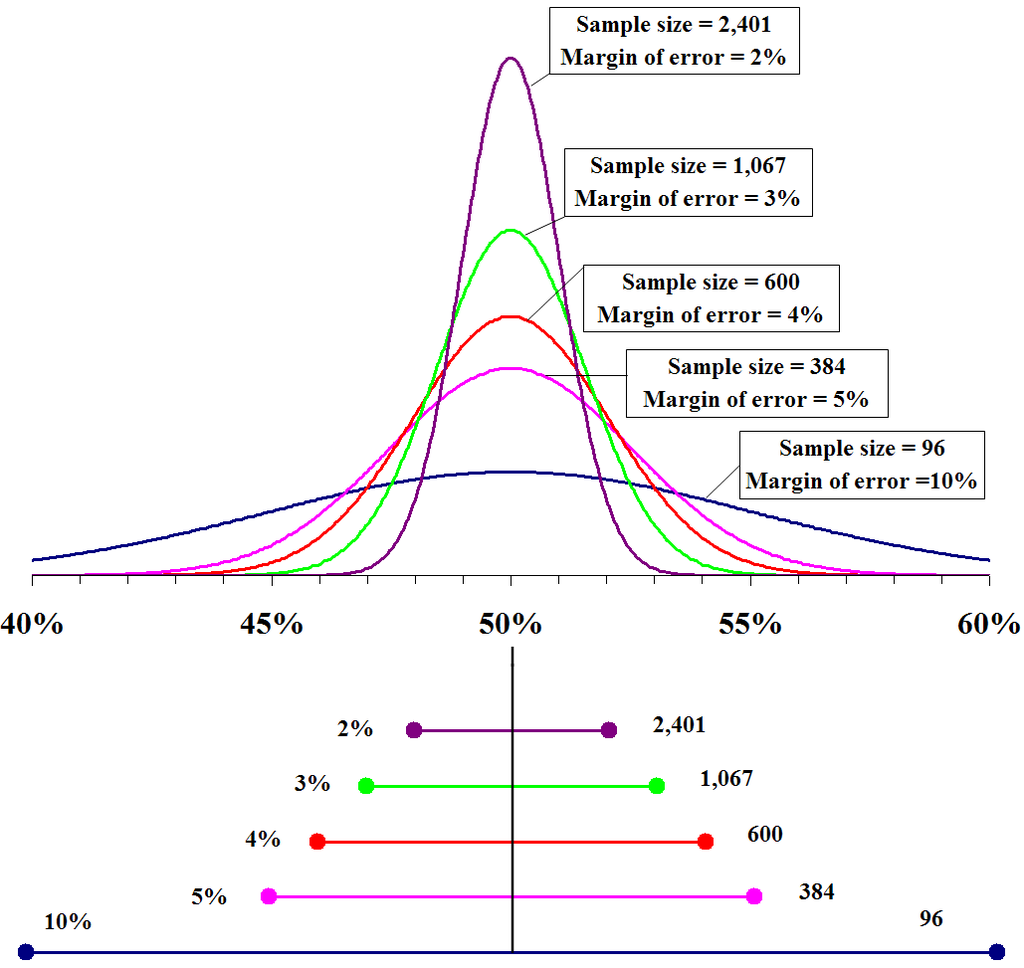 Sample size = 2,401
Margin of error = 2%
Sample size = 1,067
Margin of error = 3%
Sample size = 600
Margin of error = 4%
Sample size = 384
Margin of error = 5%
Sample size = 96
Margin of error =10%
40% 45% 50% 55% 60%
2% 2,401
3% 1,067
4% 600
5% 384
10% 96